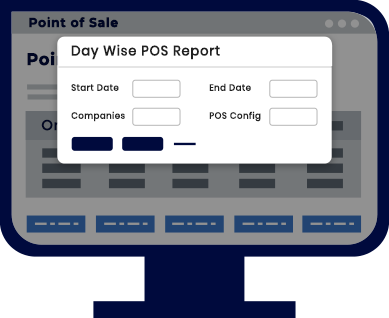 Point of Sale
Poi
Day Wise POS Report
Start Date
End Date
Companies
POS Config
Or